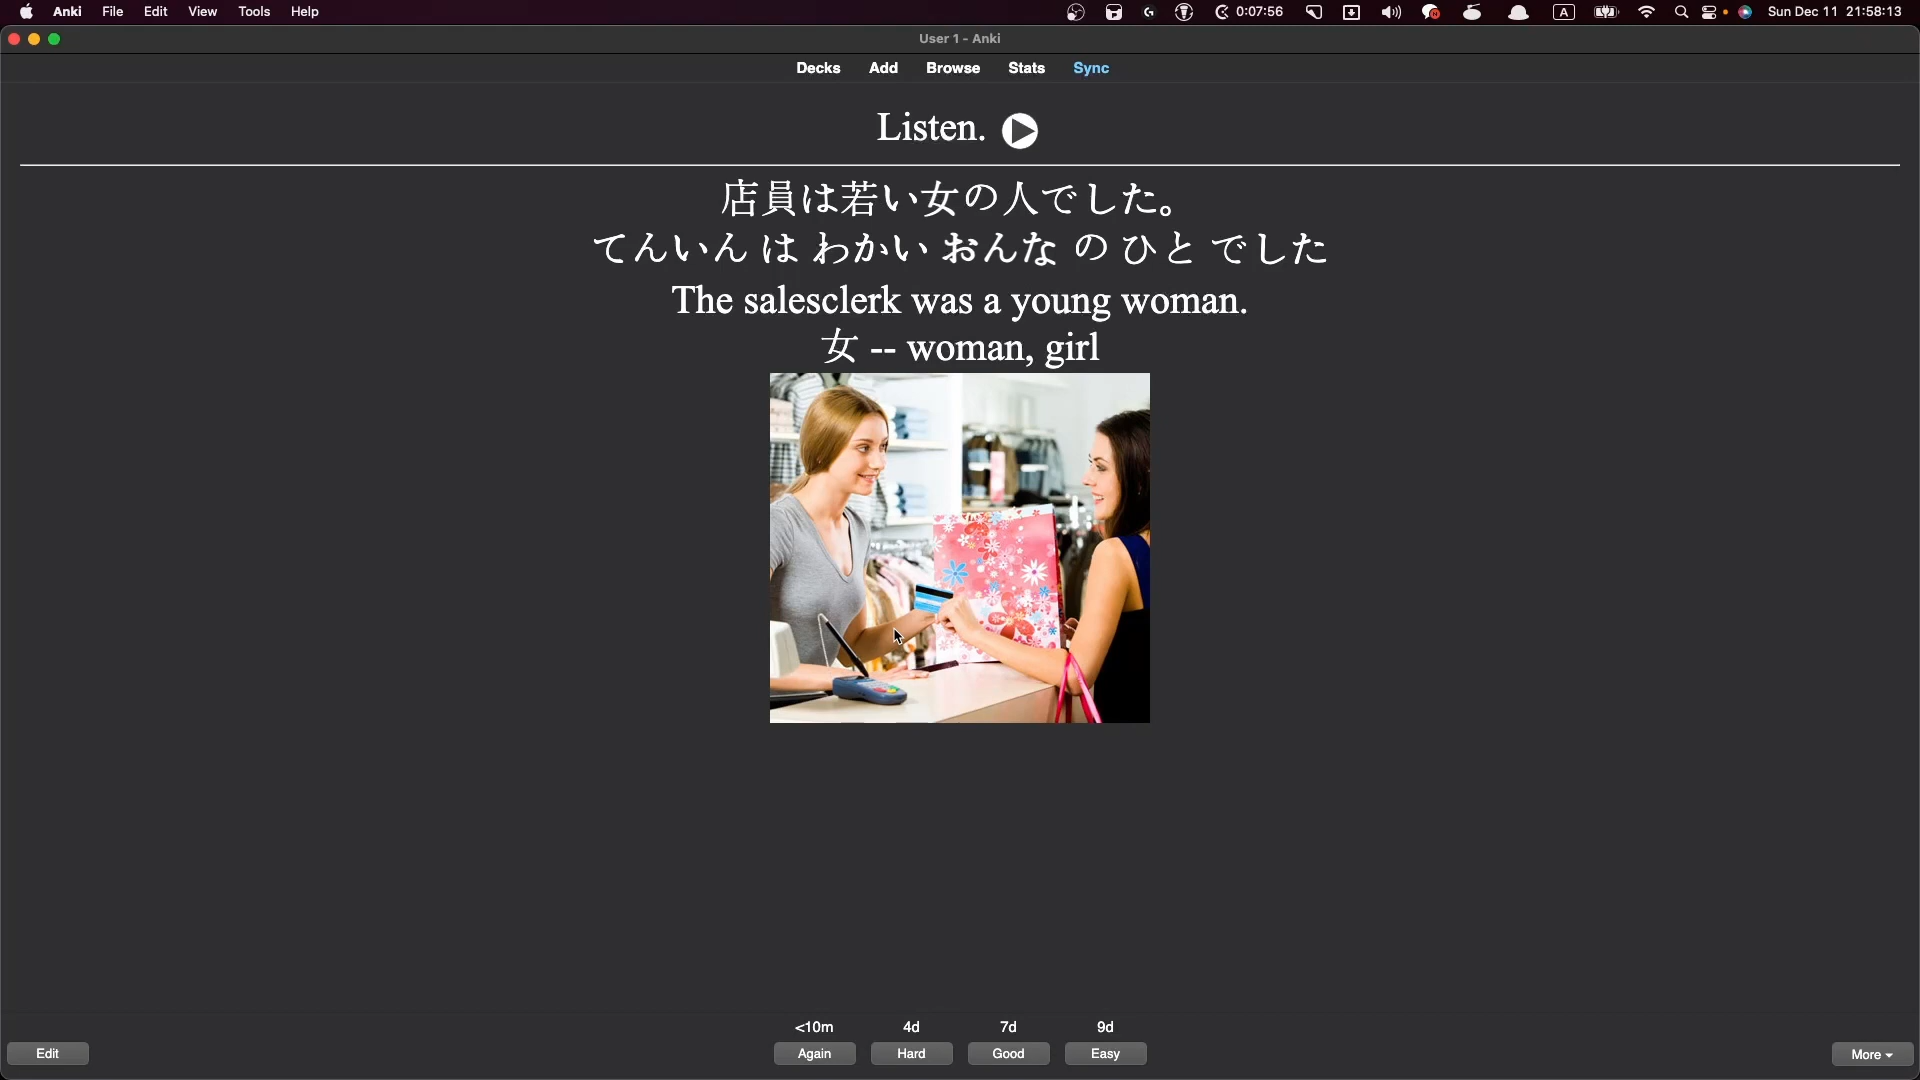 Anki File Edit View Tools Help 0:07:56 A Sun Dec 11 21:58:13
User 1 - Anki
Decks Add Browse Stats Sync
Listen.
店員は若い女の人でした。
てんいん は わかい おんな の ひと でした
The salesclerk was a young woman.
女 -- woman, girl
<10m 4d 7d 9d
Edit Again Hard Good Easy More